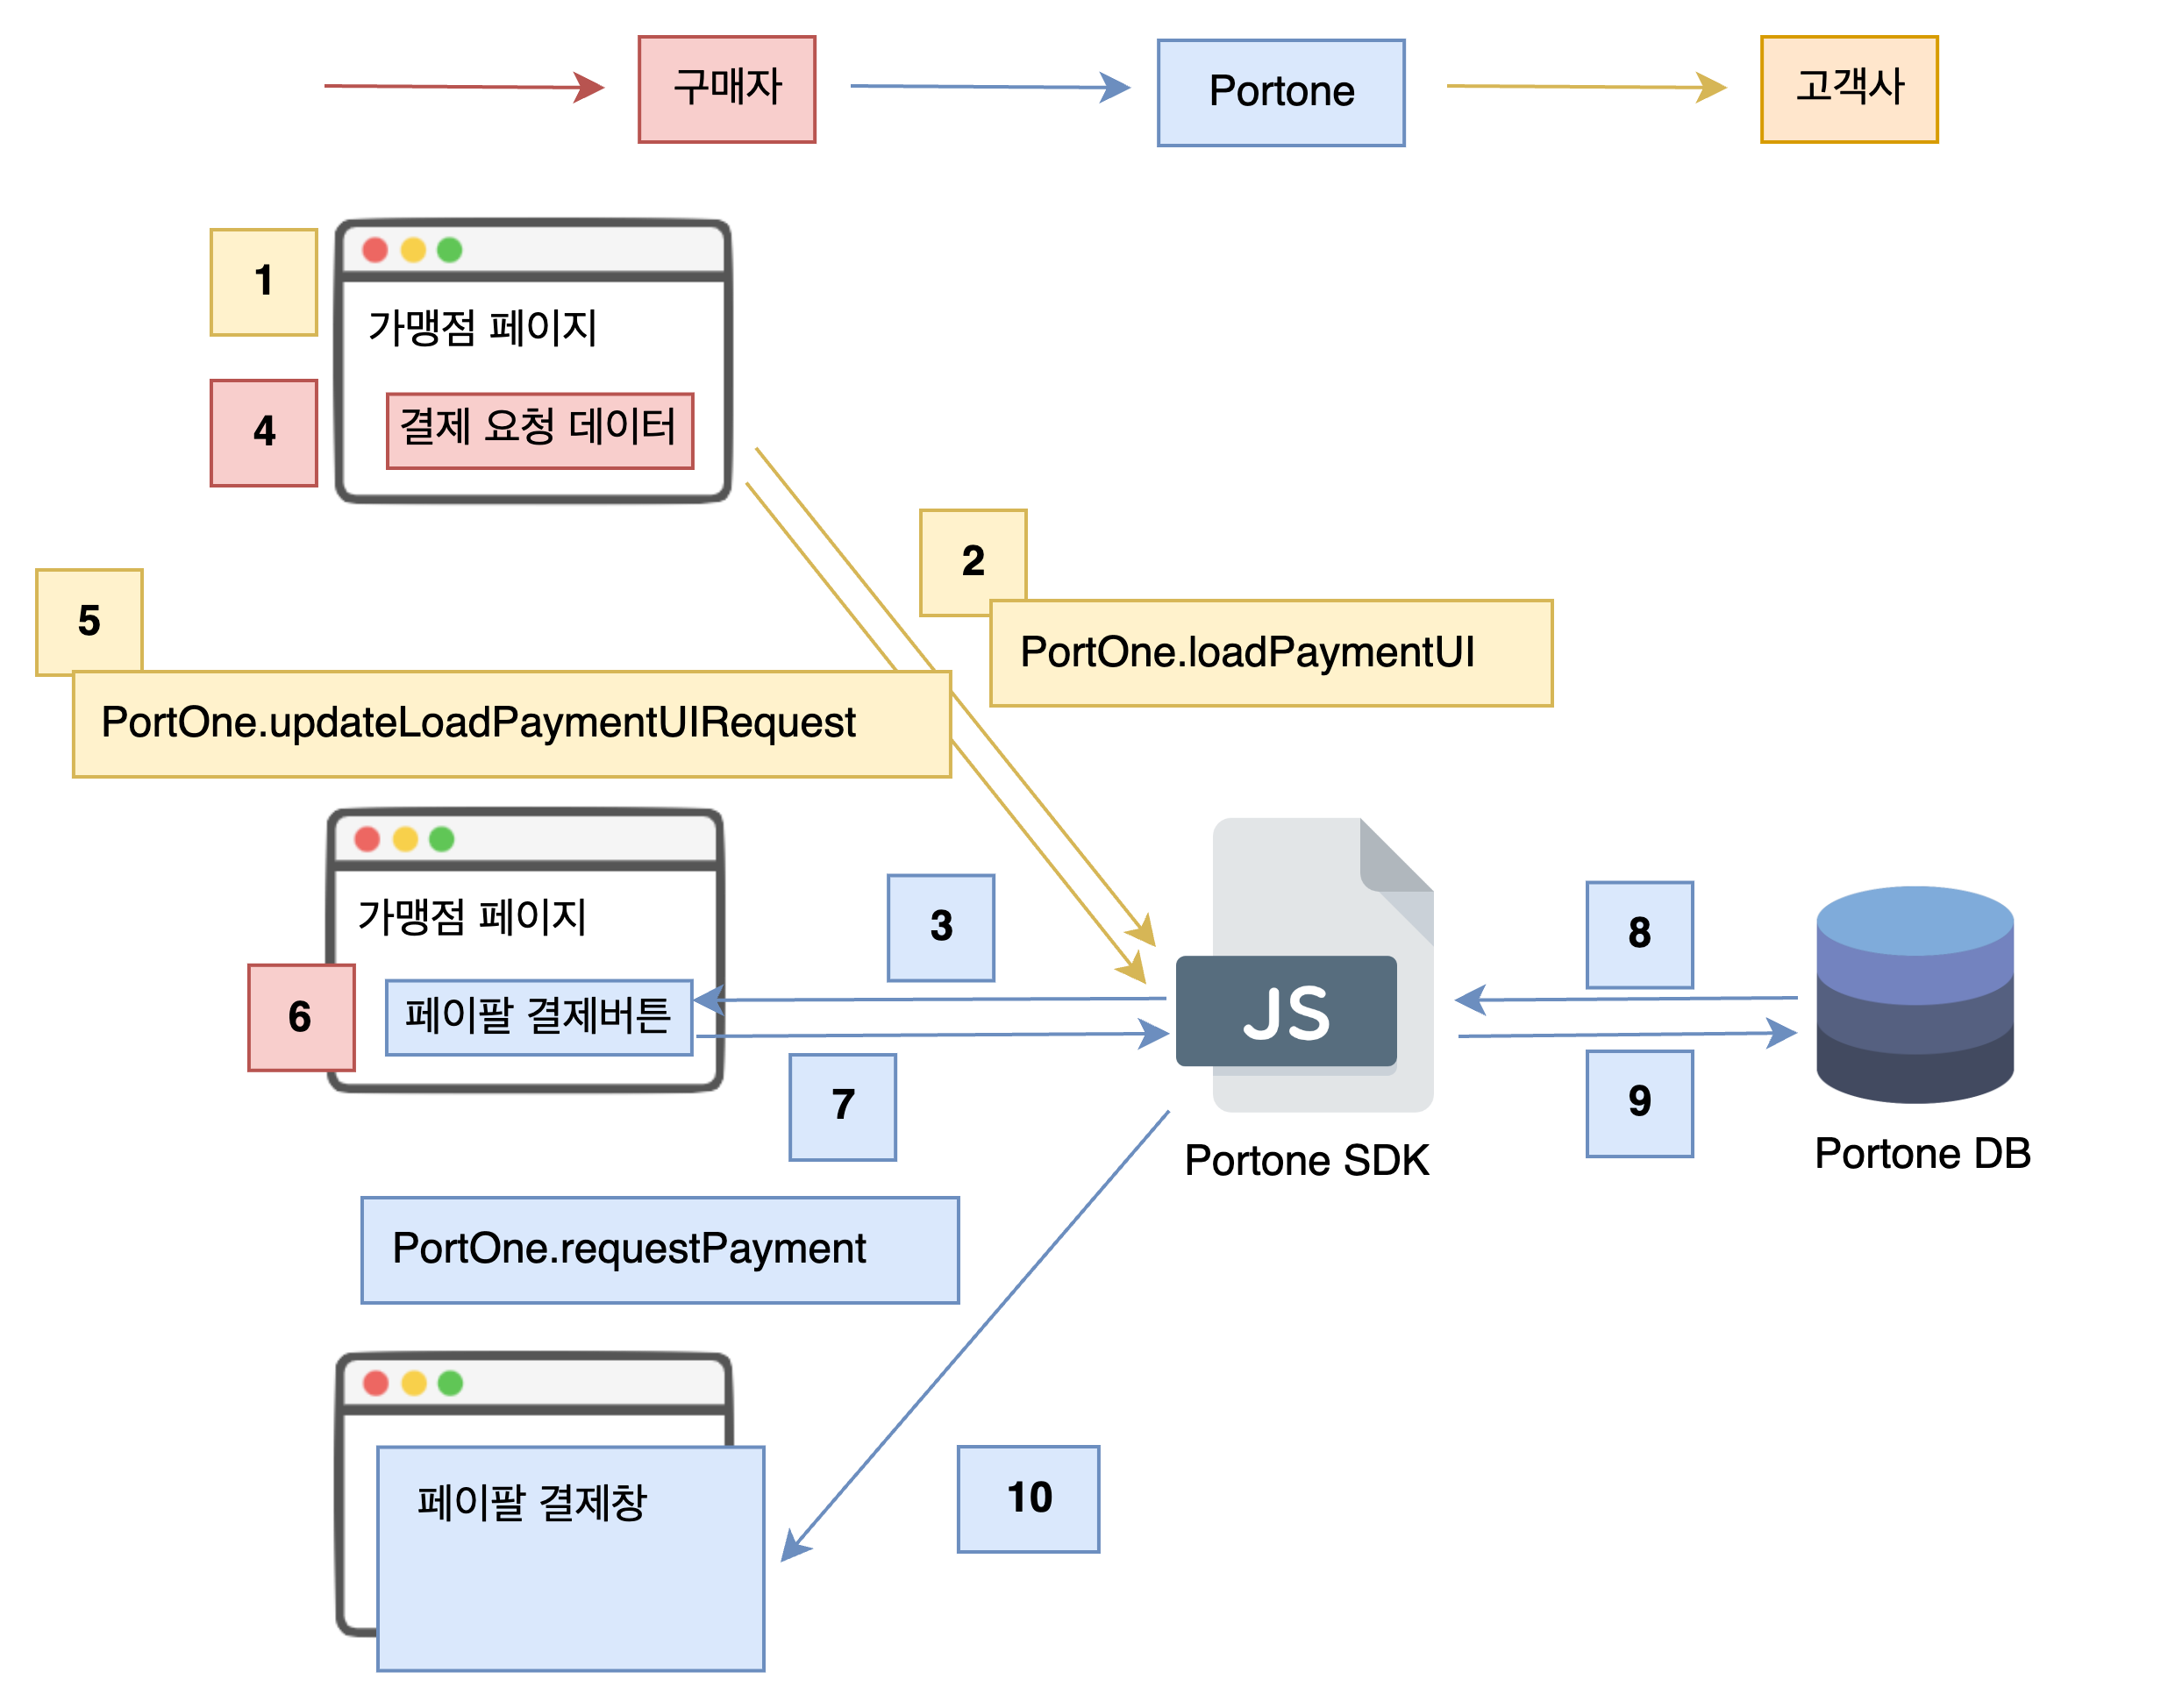 구매자
Portone
고객사
1
가맹점 페이지
4
결제 요청 데이터
2
PortOne.loadPaymentUI
5
PortOne.updateLoadPaymentUIRequest
가맹점 페이지
3
8
6
페이팔 결제버튼
JS
7
9
Portone SDK
Portone DB
PortOne.requestPayment
페이팔 결제창
10